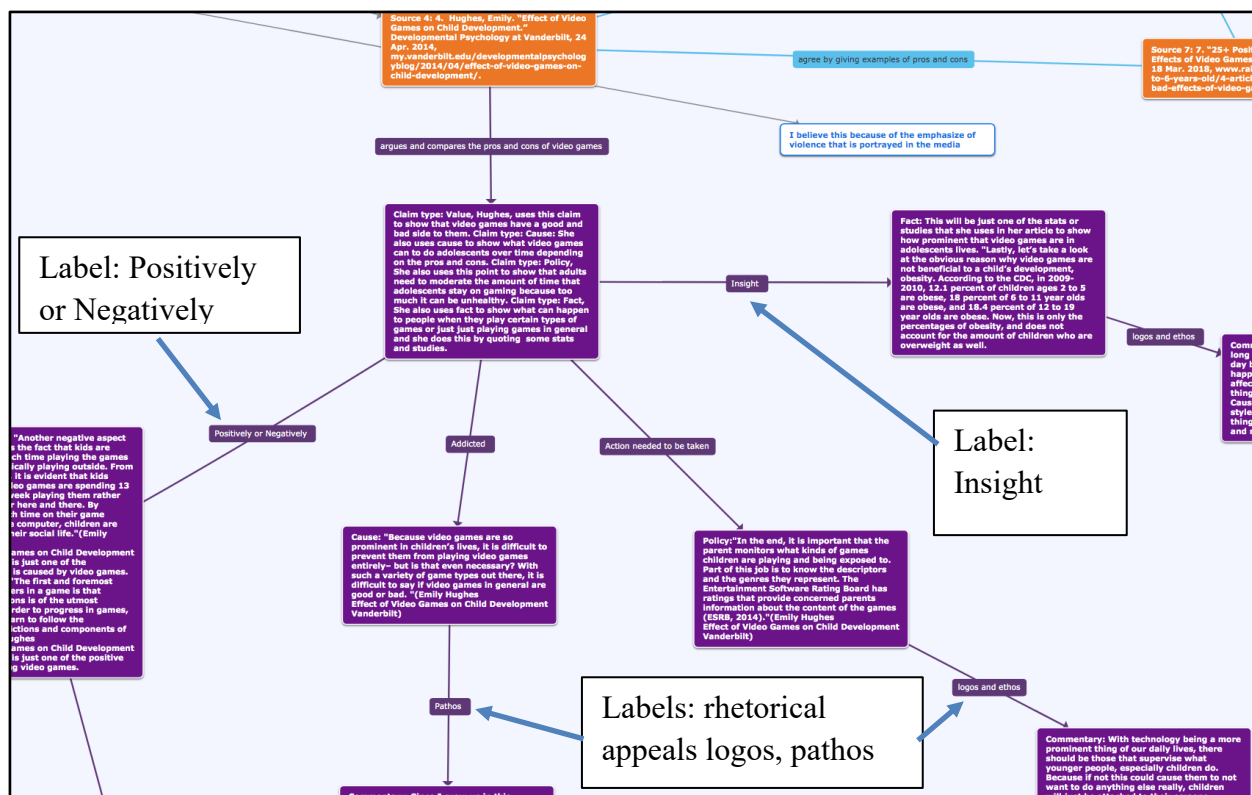 Source 4: 4. Hughes, Emily. "Effect of Video
Games on Child Development."
Developmental Psychology at Vanderbilt, 24
Apr. 2014,
my.vanderbilt.edu/developmentalpsycholog
yblog/2014/04/effect-of-video-games-on-
child-development/.
agree by giving examples of pros and cons
Source 7: 7. "25+ Posit
Effects of Video Games
18 Mar. 2018, www.ral
to-6-years-old/4-articl
bad-effects-of-video-ga
I believe this because of the emphasize of
violence that is portrayed in the media
argues and compares the pros and cons of video games
Claim type: Value, Hughes, uses this claim
to show that video games have a good and
bad side to them. Claim type: Cause: She
also uses cause to show what video games
can to do adolescents over time depending
on the pros and cons. Claim type: Policy,
She also uses this point to show that adults
need to moderate the amount of time that
adolescents stay on gaming because too
much it can be unhealthy. Claim type: Fact,
She also uses fact to show what can happen
to people when they play certain types of
games or just just playing games in general
and she does this by quoting some stats
and studies.
Insight
Fact: This will be just one of the stats or
studies that she uses in her article to show
how prominent that video games are in
adolescents lives. "Lastly, let's take a look
at the obvious reason why video games are
not beneficial to a child's development,
obesity. According to the CDC, in 2009-
2010, 12.1 percent of children ages 2 to 5
are obese, 18 percent of 6 to 11 year olds
are obese, and 18.4 percent of 12 to 19
year olds are obese. Now, this is only the
percentages of obesity, and does not
account for the amount of children who are
overweight as well.
logos and ethos
Comm
long
day b
happ
affec
thing
Caus
style
thing
and r
Label: Positively
or Negatively
Label:
Insight
Positively or Negatively
Addicted
Action needed to be taken
"Another negative aspect
s the fact that kids are
ch time playing the games
ically playing outside. From
it is evident that kids
leo games are spending 13
week playing them rather
r here and there. By
h time on their game
e computer, children are
heir social life."(Emily
ames on Child Development
is just one of the
is caused by video games.
"The first and foremost
ers in a game is that
ons is of the utmost
rder to progress in games,
arn to follow the
ictions and components of
ughes
ames on Child Development
is just one of the positive
g video games.
Cause: "Because video games are so
prominent in children's lives, it is difficult to
prevent them from playing video games
entirely– but is that even necessary? With
such a variety of game types out there, it is
difficult to say if video games in general are
good or bad. "(Emily Hughes
Effect of Video Games on Child Development
Vanderbilt)
Policy:"In the end, it is important that the
parent monitors what kinds of games
children are playing and being exposed to.
Part of this job is to know the descriptors
and the genres they represent. The
Entertainment Software Rating Board has
ratings that provide concerned parents
information about the content of the games
(ESRB, 2014)."(Emily Hughes
Effect of Video Games on Child Development
Vanderbilt)
Pathos
logos and ethos
Labels: rhetorical
appeals logos, pathos
Commentary: With technology being a more
prominent thing of our daily lives, there
should be those that supervise what
younger people, especially children do.
Because if not this could cause them to not
want to do anything else really, children